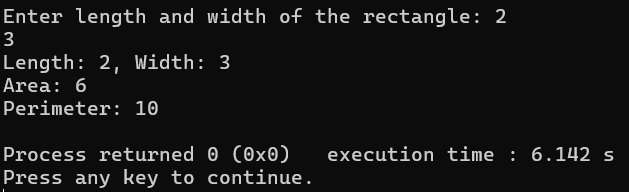 Enter length and width of the rectangle: 2
3
Length: 2, Width: 3
Area: 6
Perimeter: 10

Process returned 0 (0x0)   execution time : 6.142 s
Press any key to continue.